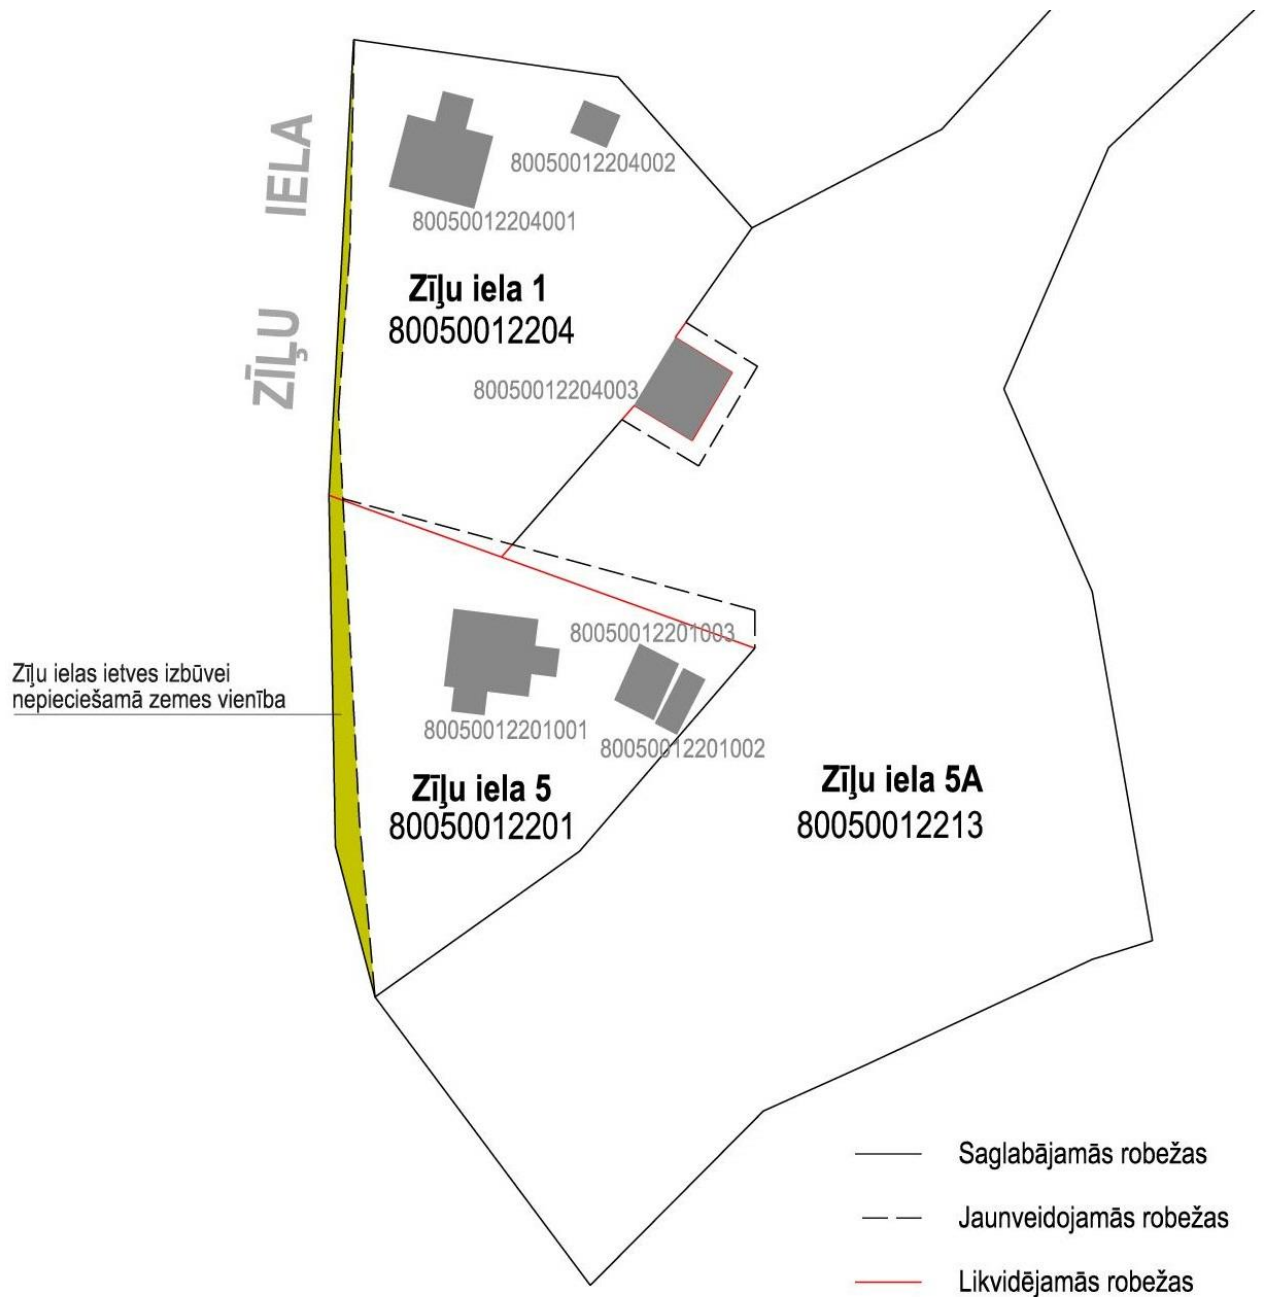 ZĪĻU IELA
80050012204002
80050012204001
Zīļu iela 1
80050012204
80050012204003
80050012201003
Zīļu ielas ietves izbūvei
nepieciešamā zemes vienība
80050012201001
80050012201002
Zīļu iela 5
80050012201
Zīļu iela 5A
80050012213
Saglabājamās robežas
Jaunveidojamās robežas
Likvidējamās robežas